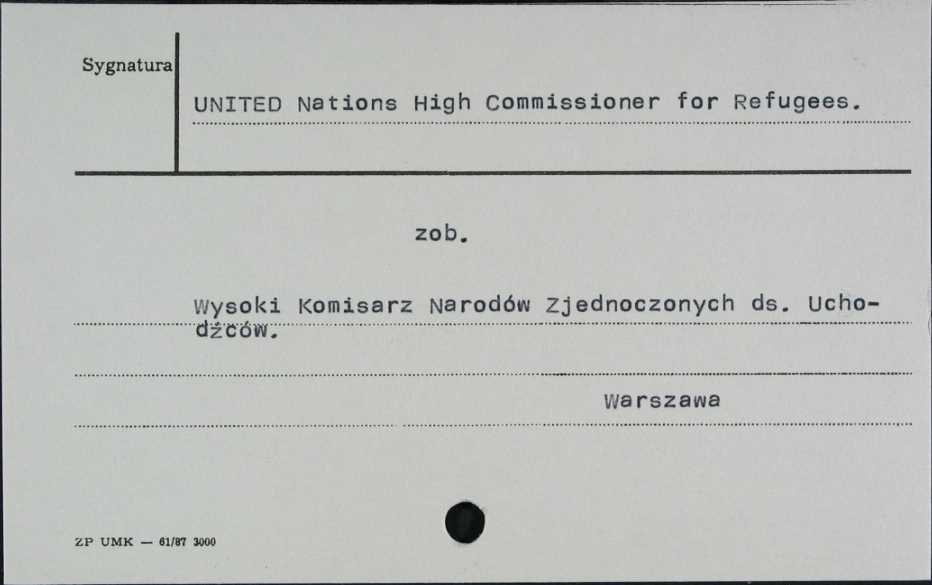 Sygnatura
UNITED Nations High Commissioner for Refugees.
zob.
Wysoki Komisarz Narodów Zjednoczonych ds. Ucho-
dźców.
Warszawa
ZP UMK — 61/87 3000